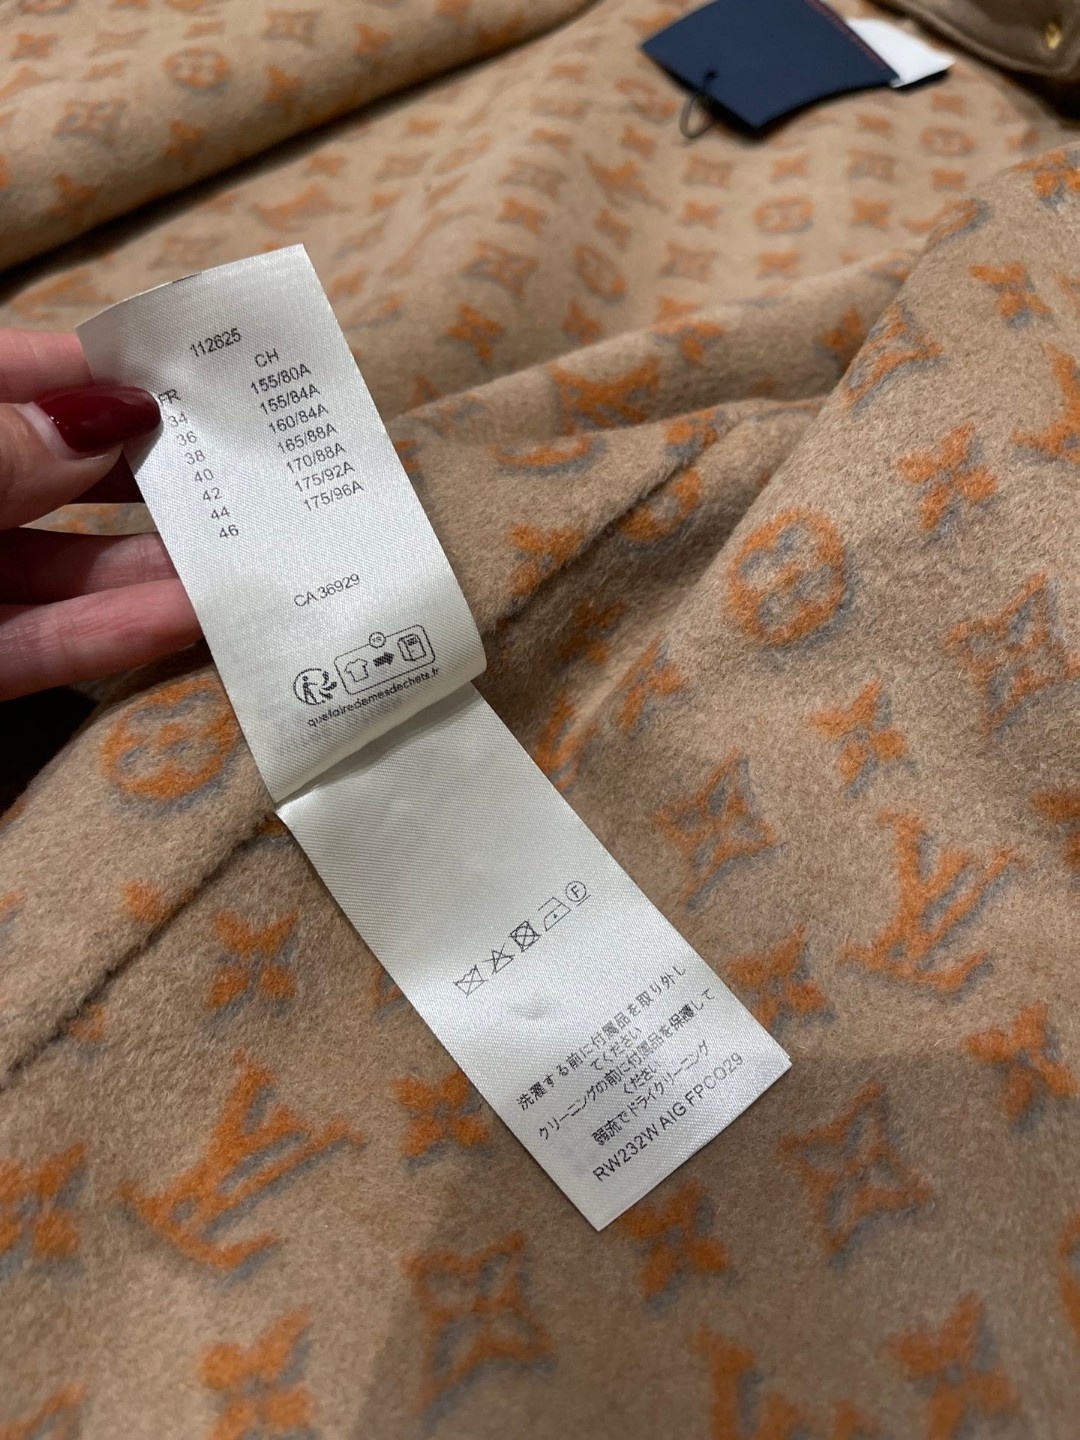 112625
FR CH
34 155/80A
36 155/84A
38 160/84A
40 165/88A
42 170/88A
44 175/92A
46 175/96A
CA 36929
FR
quefairedemesdechets.fr
F
洗濯する前に付属品を取り外し
てください
クリーニングの前に付属品を保護して
ください
弱流でドライクリーニング
RW232W AIG FPCO29